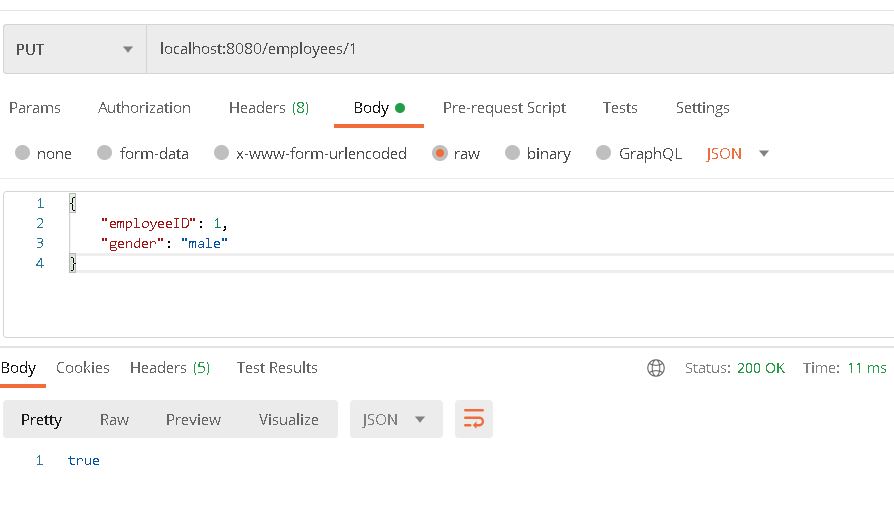 PUT localhost:8080/employees/1
Params Authorization Headers (8) Body Pre-request Script Tests Settings
none form-data x-www-form-urlencoded raw binary GraphQL JSON
1 {
2 "employeeID": 1,
3 "gender": "male"
4 }
Body Cookies Headers (5) Test Results Status: 200 OK Time: 11 ms
Pretty Raw Preview Visualize JSON
1 true